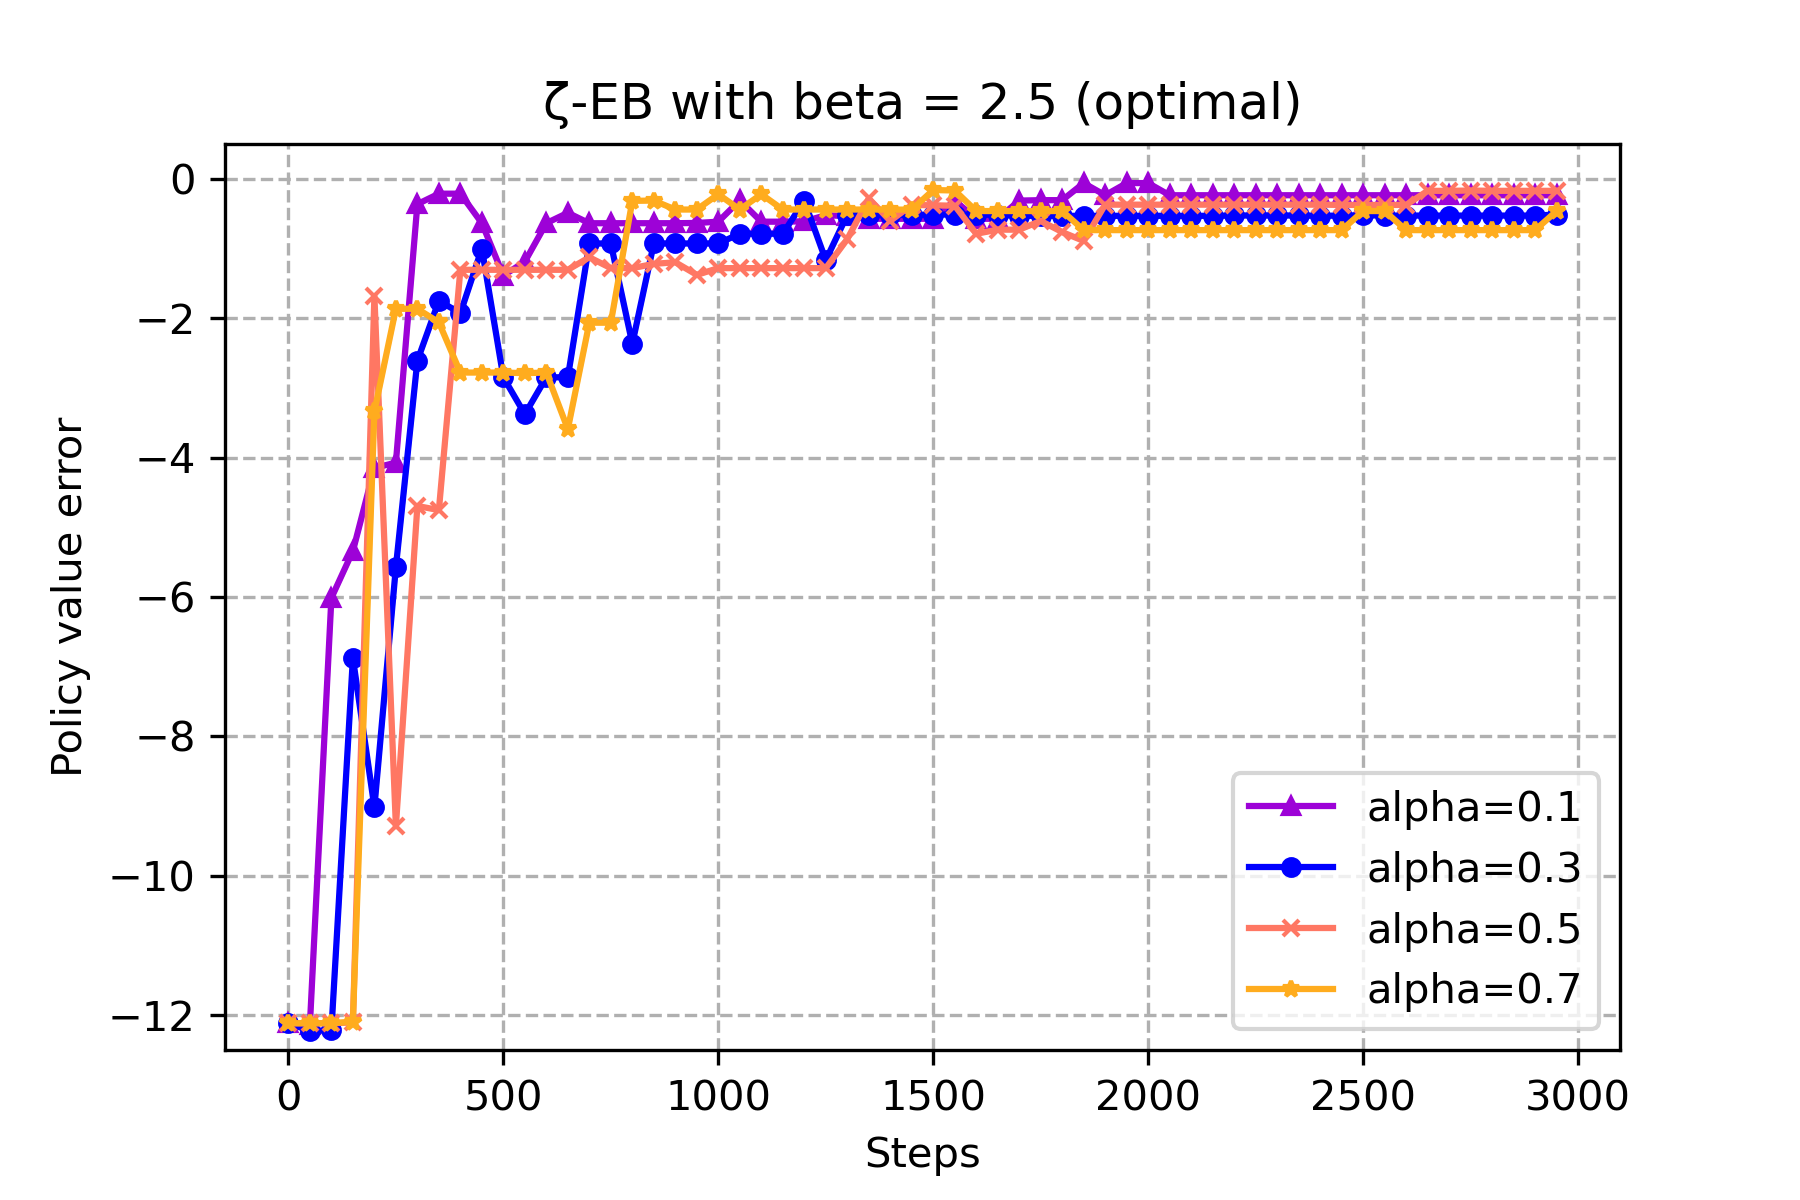 ζ-EB with beta = 2.5 (optimal)
Policy value error
0
−2
−4
−6
−8
−10
−12
0 500 1000 1500 2000 2500 3000
Steps
alpha=0.1
alpha=0.3
alpha=0.5
alpha=0.7